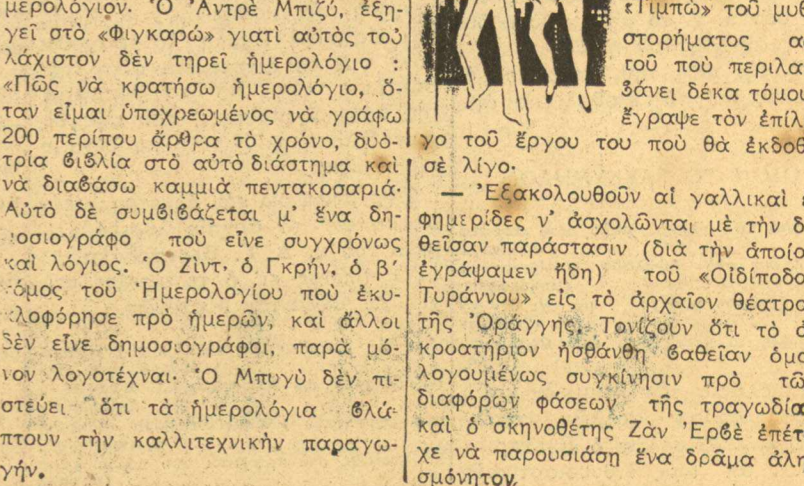 μερολόγιον. Ὁ Ἀντρὲ Μπιζύ, ἐξη-
γεῖ στὸ «Φιγκαρώ» γιατὶ αὐτὸς τοὐ
λάχιστον δὲν τηρεῖ ἡμερολόγιο :
«Πῶς νὰ κρατήσω ἡμερολόγιο, ὅ-
ταν εἶμαι ὑποχρεωμένος νὰ γράφω
200 περίπου ἄρθρα τὸ χρόνο, δυὸ-
τρία βιβλία στὸ αὐτὸ διάστημα καὶ
νὰ διαβάσω καμμιὰ πεντακοσαριά·
Αὐτὸ δὲ συμβιβάζεται μ' ἕνα δη-
μοσιογράφο ποὺ εἶνε συγχρόνως
καὶ λόγιος. Ὁ Ζὶντ· ὁ Γκρήν. ὁ β'
τόμος τοῦ Ἡμερολογίου ποὺ ἐκυ-
κλοφόρησε πρὸ ἡμερῶν, καὶ ἄλλοι
δὲν εἶνε δημοσιογράφοι, παρὰ μό-
νον λογοτέχναι· Ὁ Μπυγὺ δὲν πι-
στεύει ὅτι τὰ ἡμερολόγια βλά-
πτουν τὴν καλλιτεχνικὴν παραγω-
γήν.
«Τιμπώ» τοῦ μυθ
στορήματος α
τοῦ ποὺ περιλα
βάνει δέκα τόμου
ἔγραψε τὸν ἐπίλ
γο τοῦ ἔργου του ποὺ θὰ ἐκδοθ
σὲ λίγο·
— Ἐξακολουθοῦν αἱ γαλλικαὶ ἐ
φημερίδες ν' ἀσχολῶνται μὲ τὴν δ
θεῖσαν παράστασιν (διὰ τὴν ὁποίο
ἐγράψαμεν ἤδη) τοῦ «Οἰδίποδο
Τυράννου» εἰς τὸ ἀρχαῖον θέατρο
τῆς Ὀράγγης. Τονίζουν ὅτι τὸ ἀ
κροατήριον ἠσθάνθη βαθεῖαν ὁμο
λογουμένως συγκίνησιν πρὸ τῶ
διαφόρων φάσεων τῆς τραγωδία
καὶ ὁ σκηνοθέτης Ζὰν Ἐρβὲ ἐπέτ
χε νὰ παρουσιάση ἕνα δρᾶμα ἀλη
σμόνητον.